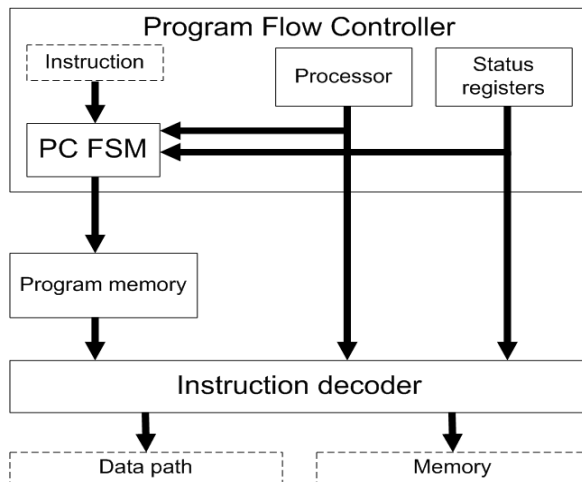 Program Flow Controller
Instruction
Processor
Status
registers
PC FSM
Program memory
Instruction decoder
Data path
Memory